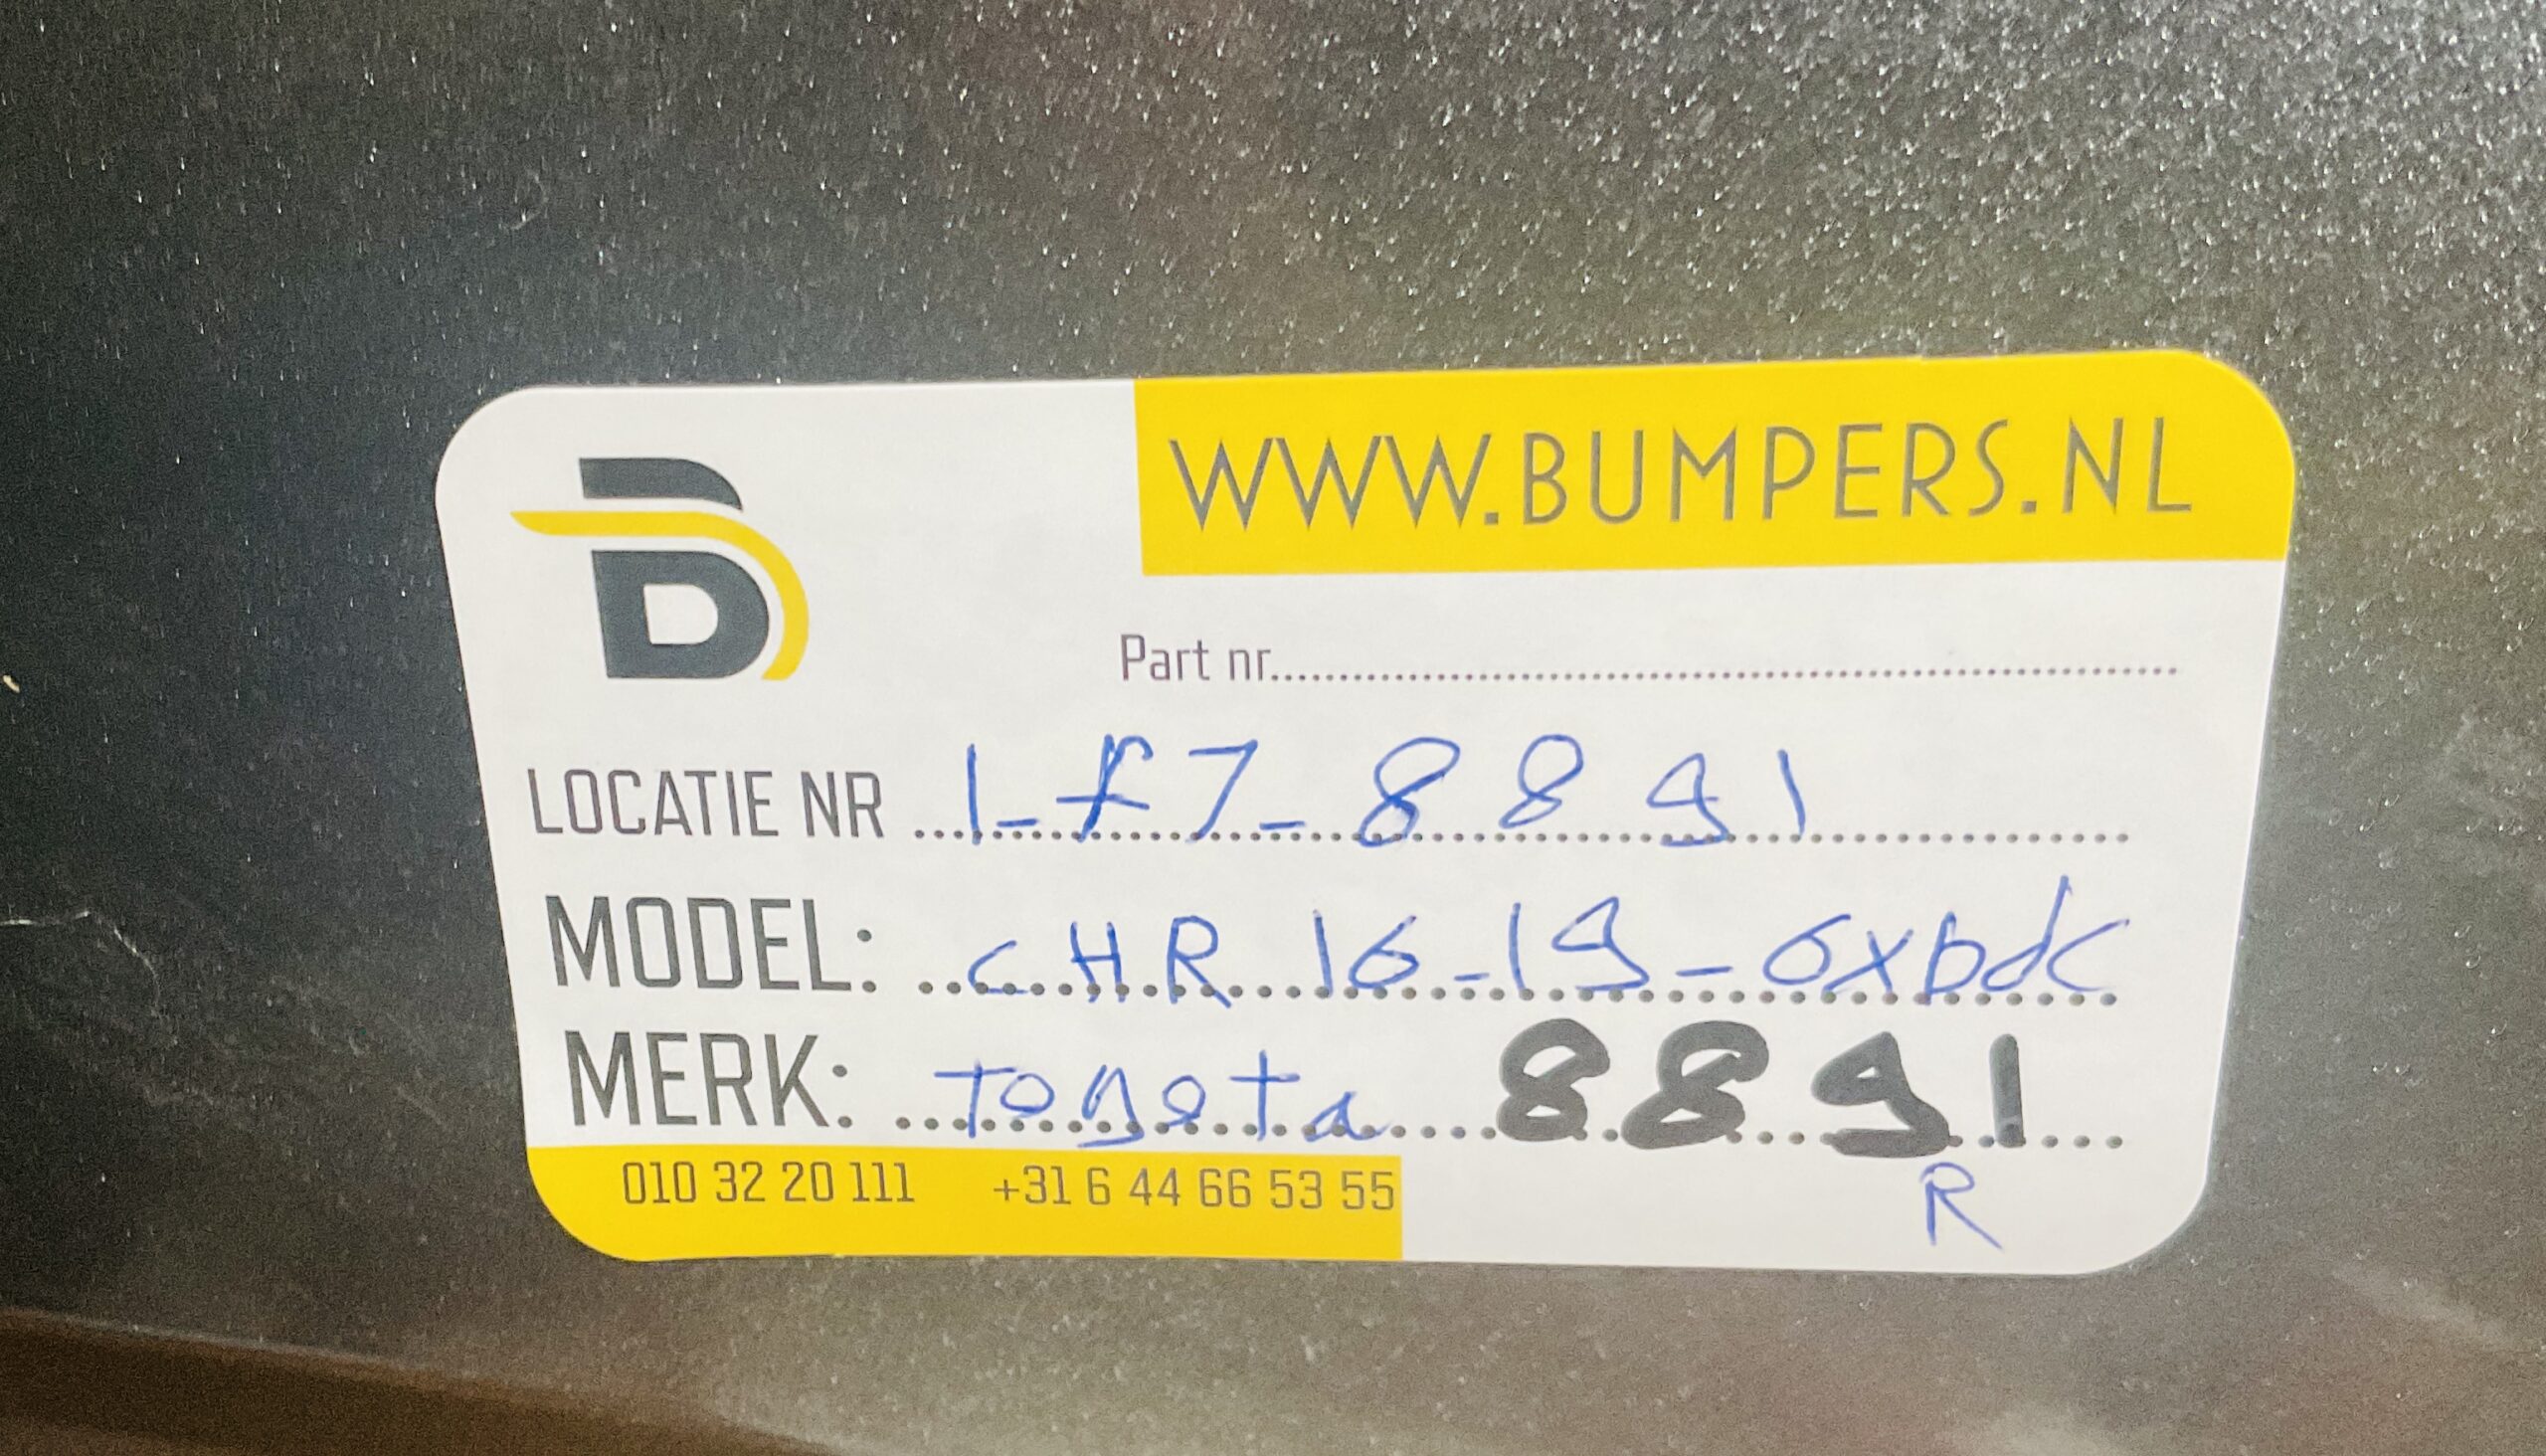 WWW.BUMPERS.NL
Part nr...............
LOCATIE NR 1-f7-8891
MODEL: CHR 16-19-6xpdc
MERK: Toyota 8891
010 32 20 111 +31 6 44 66 53 55
R